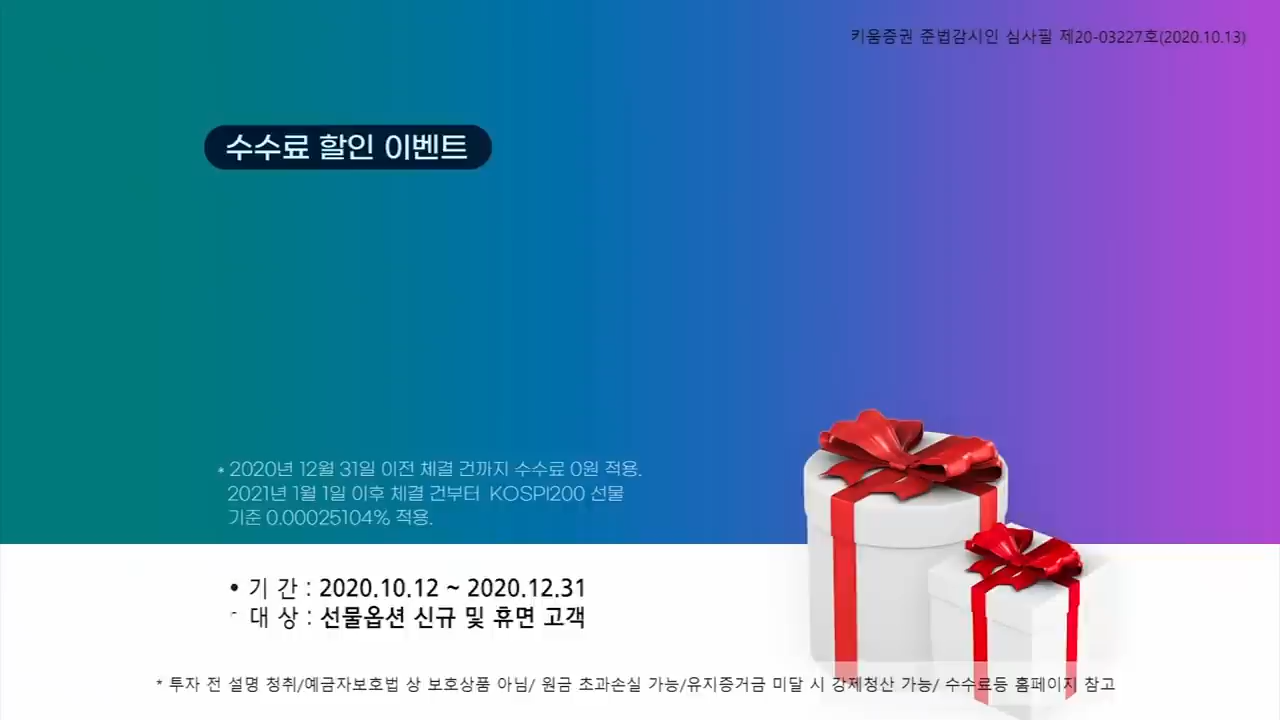 키움증권 준법감시인 심사필 제20-03227호(2020.10.13)
수수료 할인 이벤트
* 2020년 12월 31일 이전 체결 건까지 수수료 0원 적용.
2021년 1월 1일 이후 체결 건부터 KOSPI200 선물
기준 0.00025104% 적용.
• 기 간 : 2020.10.12 ~ 2020.12.31
대 상 : 선물옵션 신규 및 휴면 고객
* 투자 전 설명 청취/예금자보호법 상 보호상품 아님/ 원금 초과손실 가능/유지증거금 미달 시 강제청산 가능/ 수수료등 홈페이지 참고